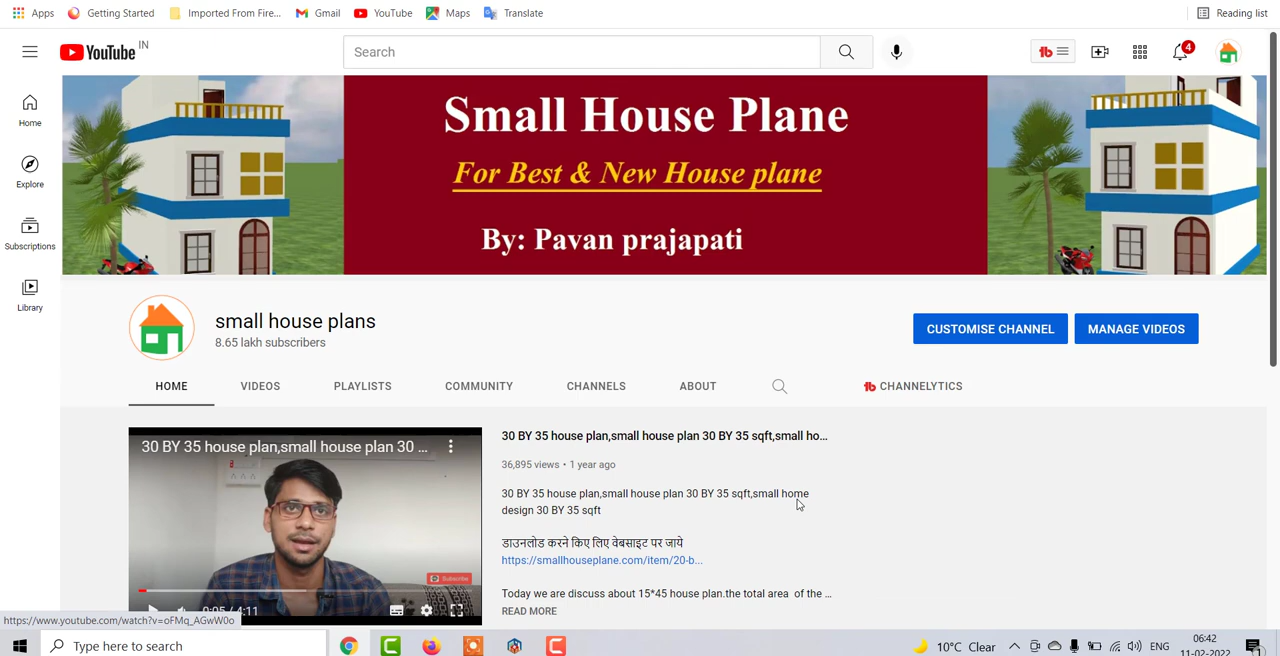 Apps Getting Started Imported From Fire... Gmail YouTube Maps Translate Reading list
YouTube IN Search 4
Home
Explore
Subscriptions
Library
Small House Plane
For Best & New House plane
By: Pavan prajapati
small house plans
8.65 lakh subscribers
CUSTOMISE CHANNEL MANAGE VIDEOS
HOME VIDEOS PLAYLISTS COMMUNITY CHANNELS ABOUT CHANNELYTICS
30 BY 35 house plan,small house plan 30 ...
Subscribe
0:05 / 4:11
30 BY 35 house plan,small house plan 30 BY 35 sqft,small ho...
36,895 views • 1 year ago
30 BY 35 house plan,small house plan 30 BY 35 sqft,small home
design 30 BY 35 sqft
डाउनलोड करने किए लिए वेबसाइट पर जाये
https://smallhouseplane.com/item/20-b...
Today we are discuss about 15*45 house plan.the total area of the ...
READ MORE
https://www.youtube.com/watch?v=oFMq_AGwW0o
Type here to search
10°C Clear ENG 06:42
11-02-2022 1